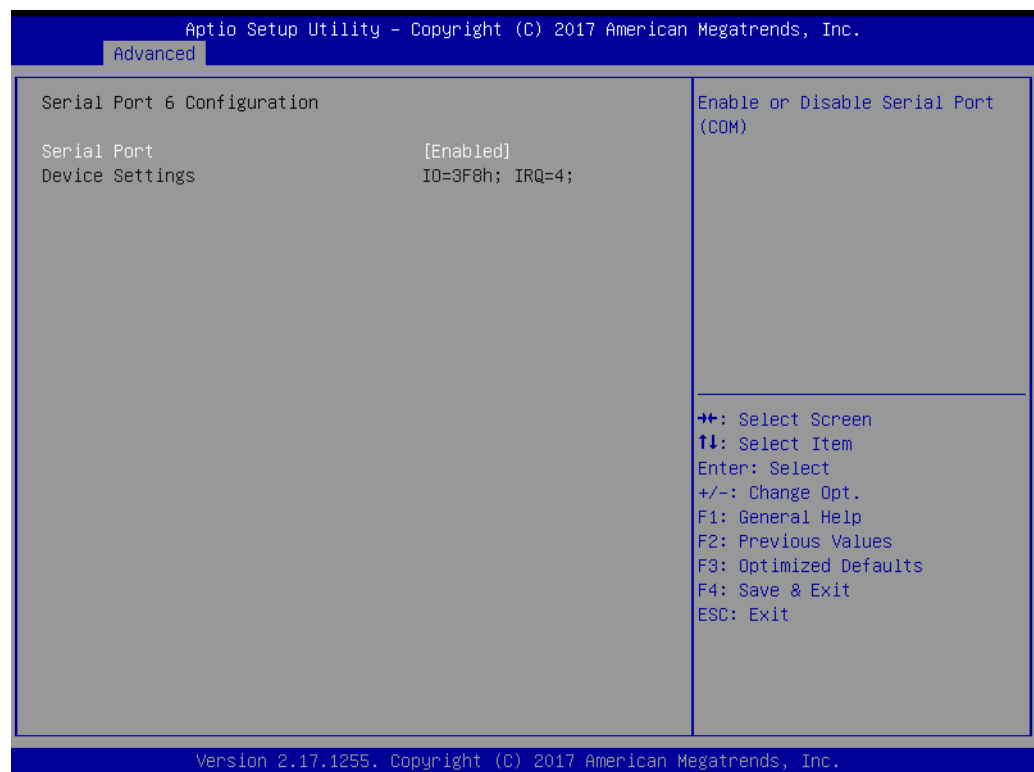 Aptio Setup Utility – Copyright (C) 2017 American Megatrends, Inc.
Advanced
Serial Port 6 Configuration
Serial Port [Enabled]
Device Settings IO=3F8h; IRQ=4;
Enable or Disable Serial Port
(COM)
→←: Select Screen
↑↓: Select Item
Enter: Select
+/-: Change Opt.
F1: General Help
F2: Previous Values
F3: Optimized Defaults
F4: Save & Exit
ESC: Exit
Version 2.17.1255. Copyright (C) 2017 American Megatrends, Inc.